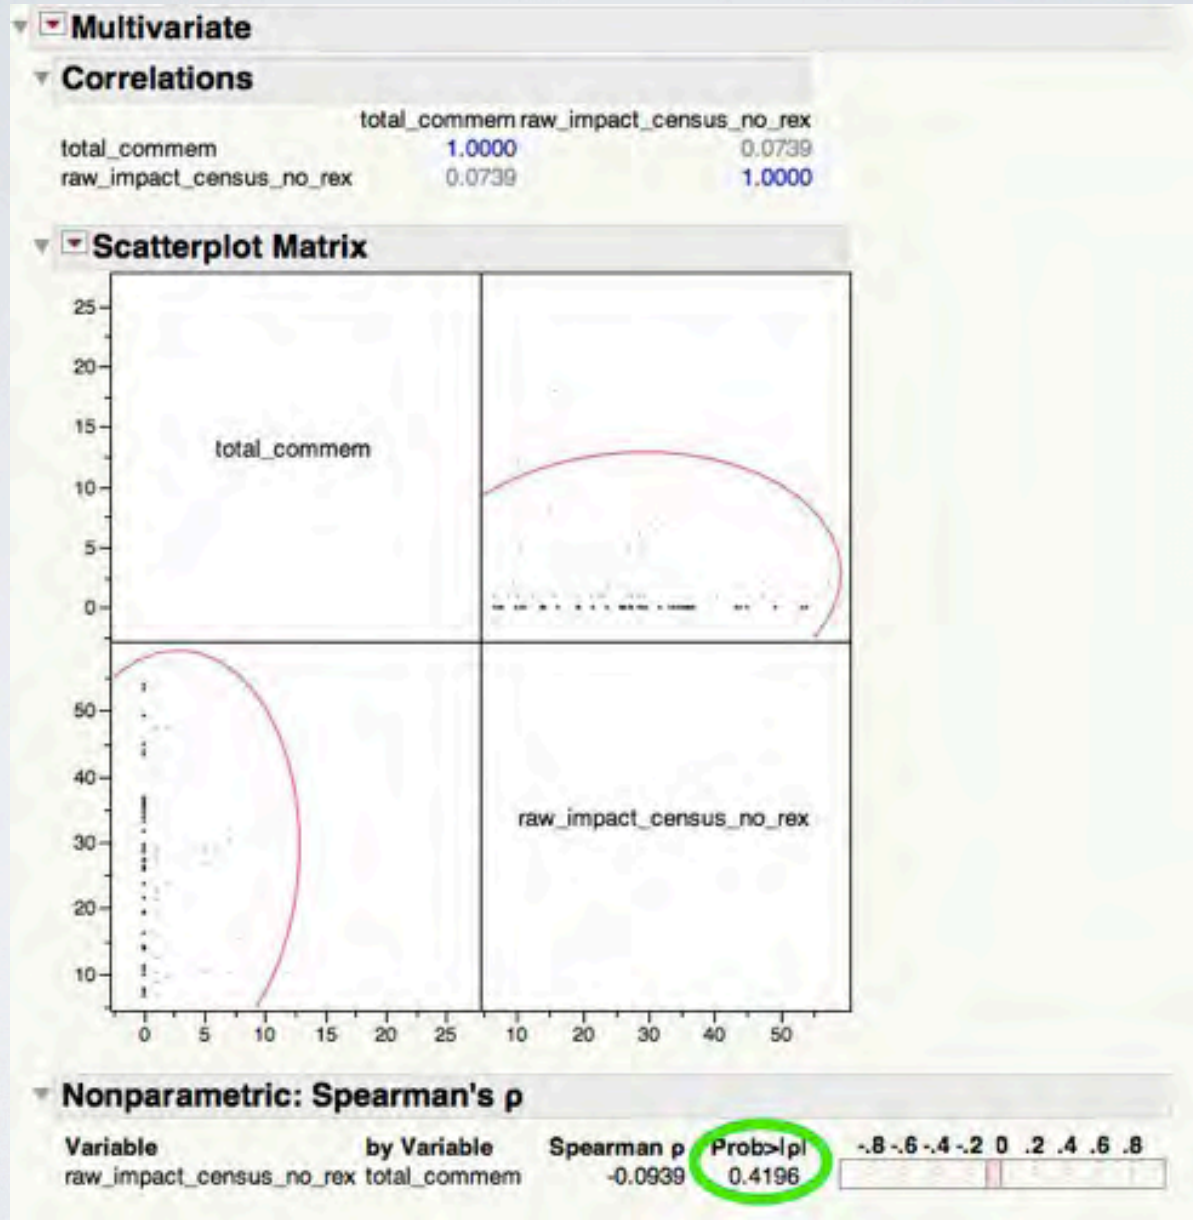 Multivariate
Correlations
total_commem raw_impact_census_no_rex
total_commem 1.0000 0.0739
raw_impact_census_no_rex 0.0739 1.0000
Scatterplot Matrix
25
20
15
total_commem
10
5
0
50
40
raw_impact_census_no_rex
30
20
10
0 5 10 15 20 25 10 20 30 40 50
Nonparametric: Spearman's ρ
Variable by Variable Spearman ρ Prob>|ρ| -.8 -.6 -.4 -.2 0 .2 .4 .6 .8
raw_impact_census_no_rex total_commem -0.0939 0.4196